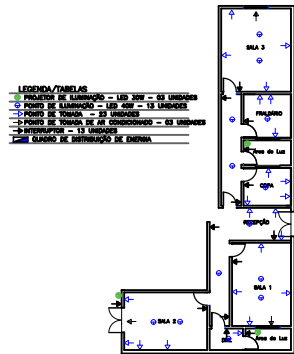 LEGENDA/TABELAS
PROJETOR DE ILUMINAÇÃO - LED 30W - 03 UNIDADES
PONTO DE ILUMINAÇÃO - LED 40W - 13 UNIDADES
PONTO DE TOMADA - 23 UNIDADES
PONTO DE TOMADA DE AR CONDICIONADO - 03 UNIDADES
INTERRUPTOR - 13 UNIDADES
QUADRO DE DISTRIBUIÇÃO DE ENERGIA
SALA 3
FRALDÁRIO
Área de Luz
COPA
RECEPÇÃO
SALA 1
SALA 2
Área de Luz